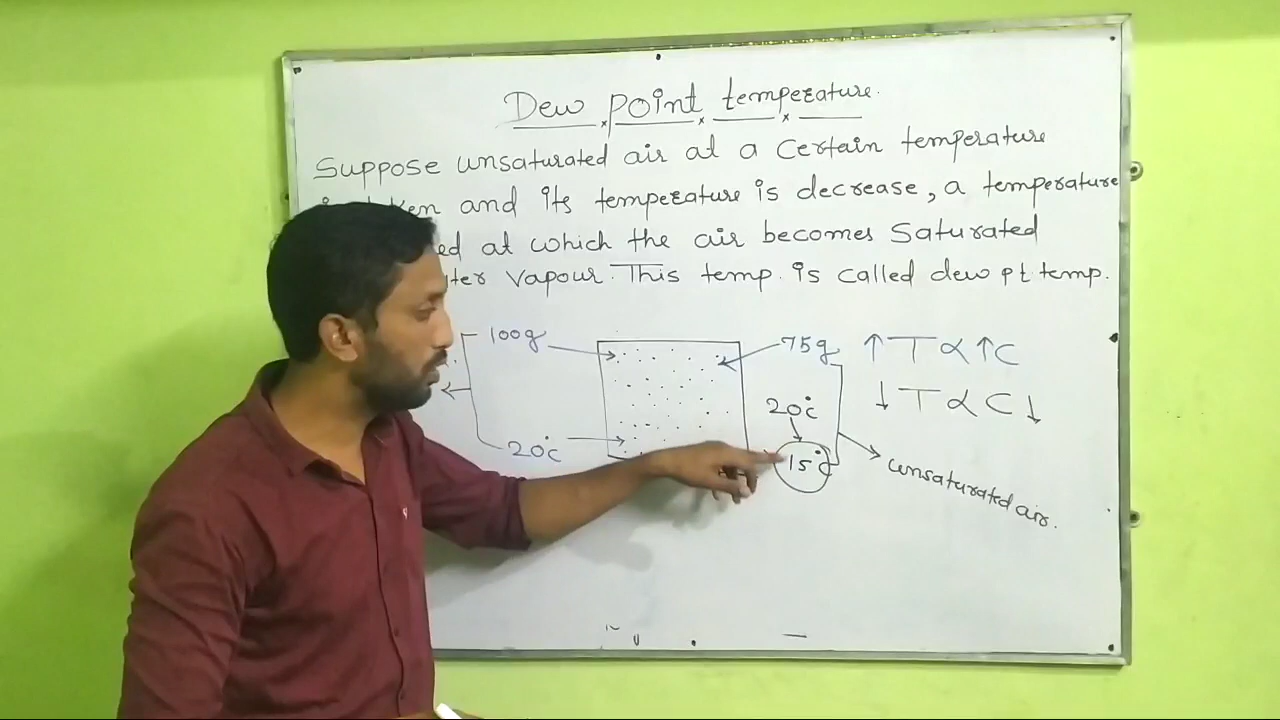 Dew point temperature.
Suppose unsaturated air at a certain temperature
and its temperature is decrease, a temperature
at which the air becomes saturated
vapour. This temp. is called dew pt temp.
100g 75g ↑T∝↑C
20°c ↓T∝C↓
20°c 15°c unsaturated air.